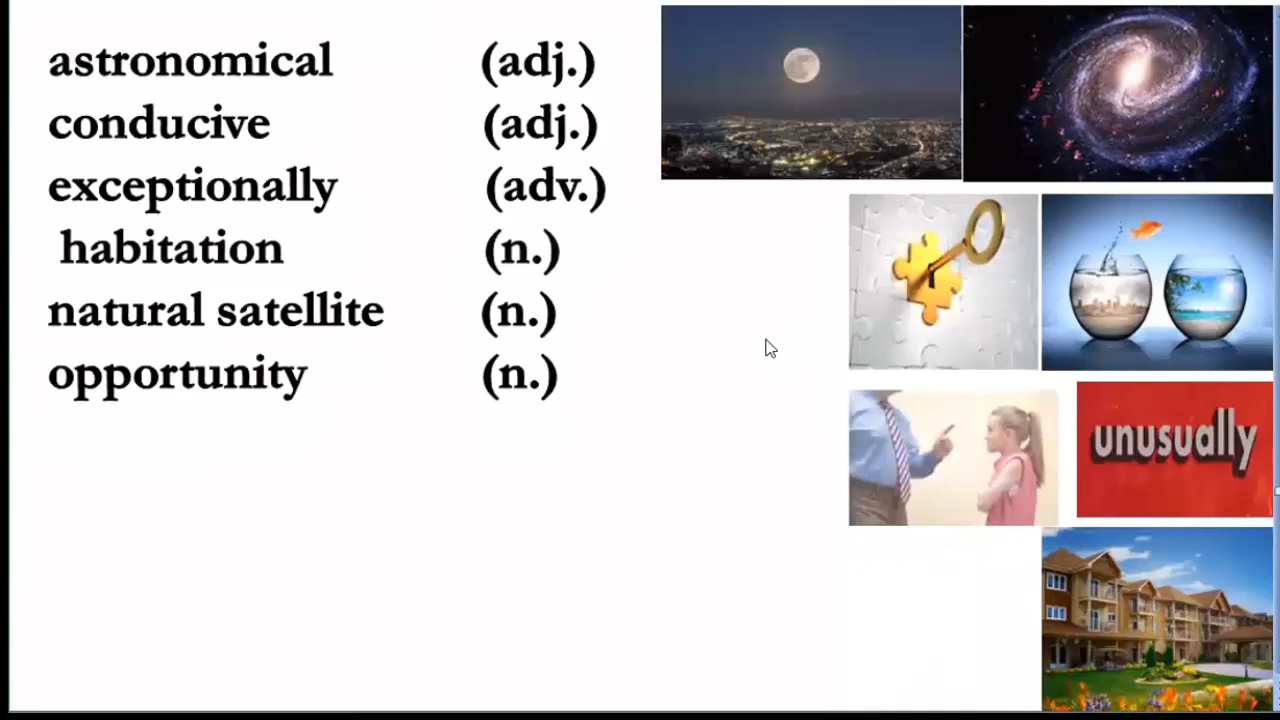 astronomical (adj.)
conducive (adj.)
exceptionally (adv.)
habitation (n.)
natural satellite (n.)
opportunity (n.)
unusually